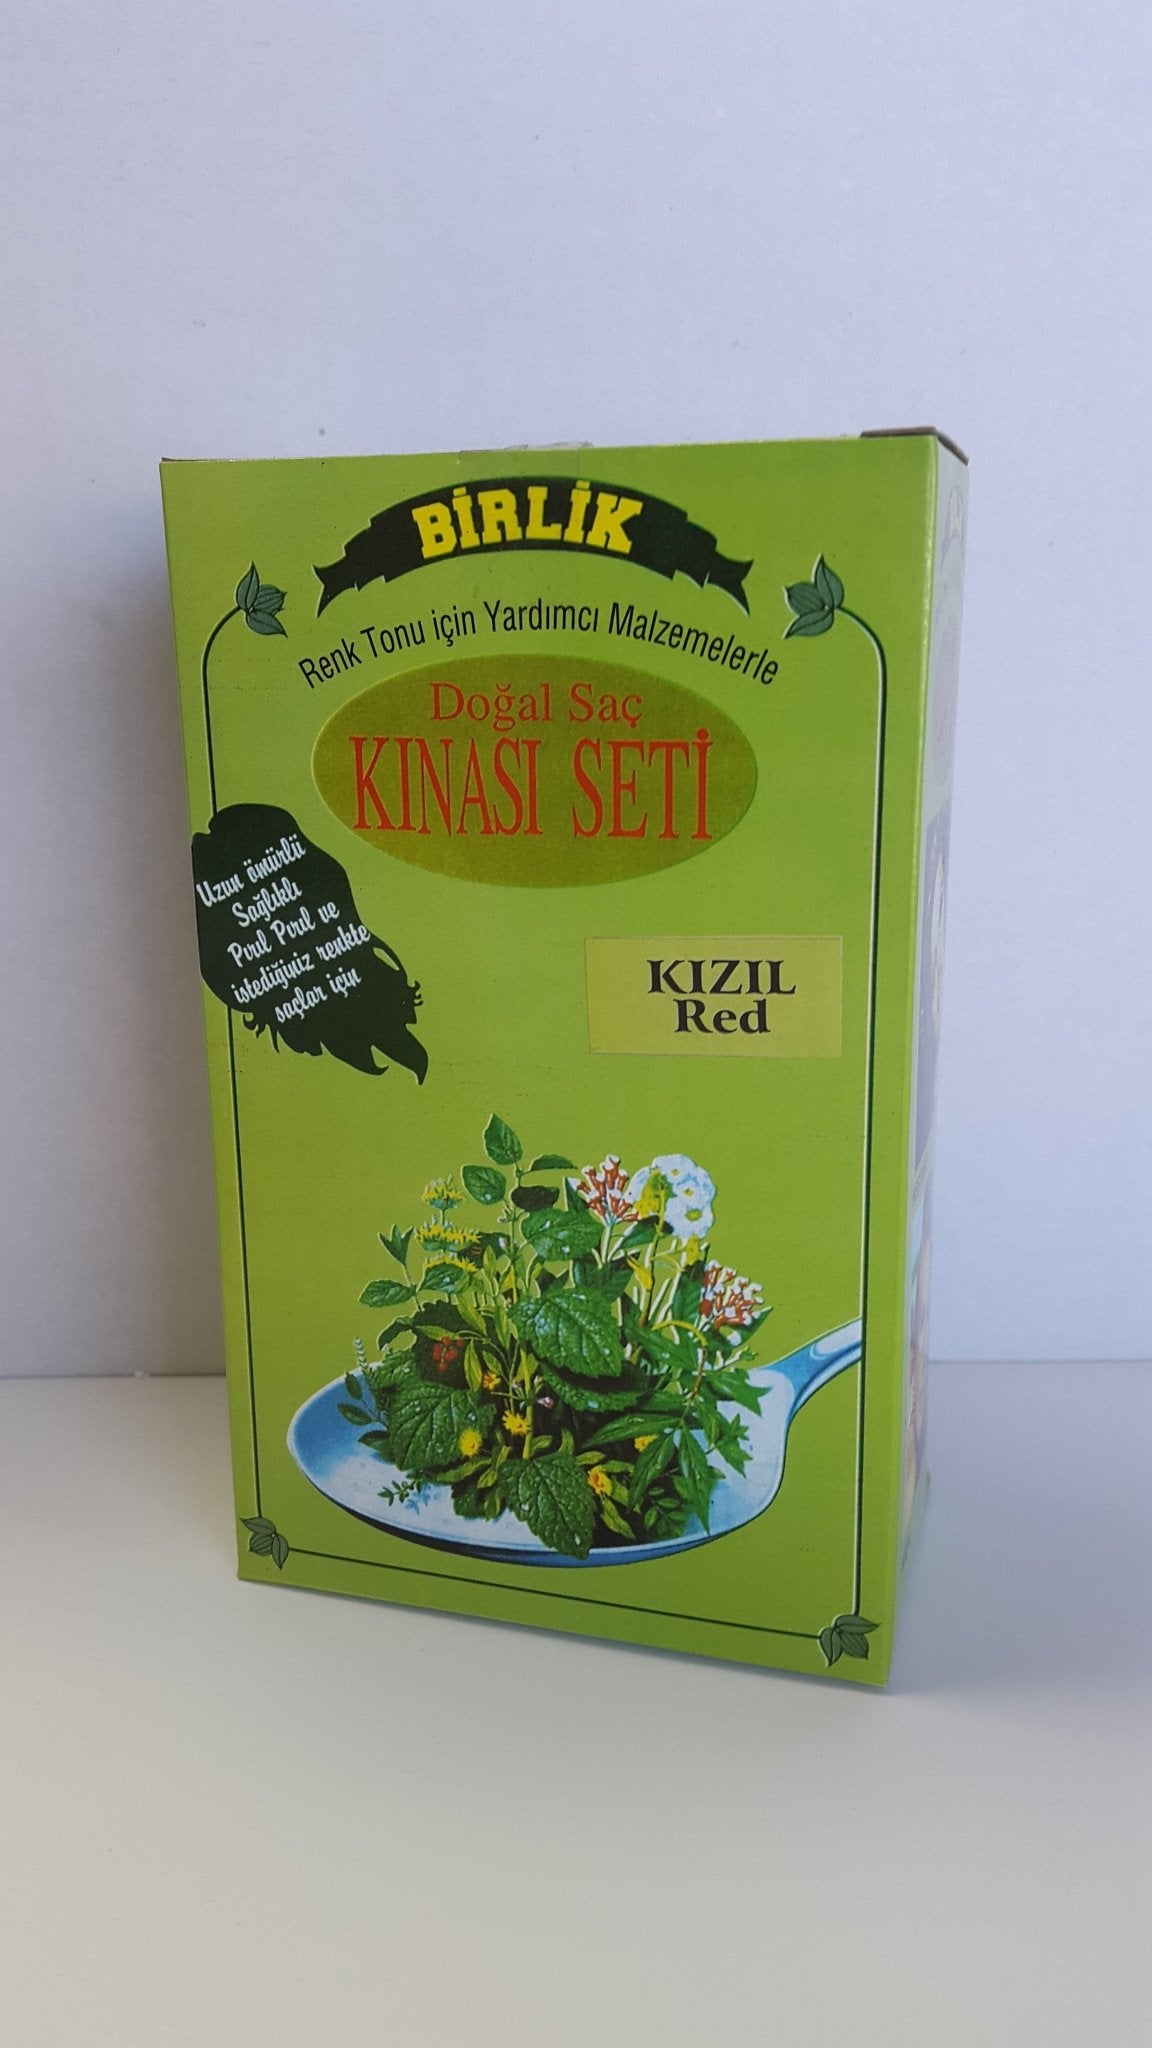 BİRLİK
Renk Tonu için Yardımcı Malzemelerle
Doğal Saç
KINASI SETİ
Uzun ömürlü
Sağlıklı
Pırıl Pırıl ve
istediğiniz renkte
saçlar için
KIZIL
Red